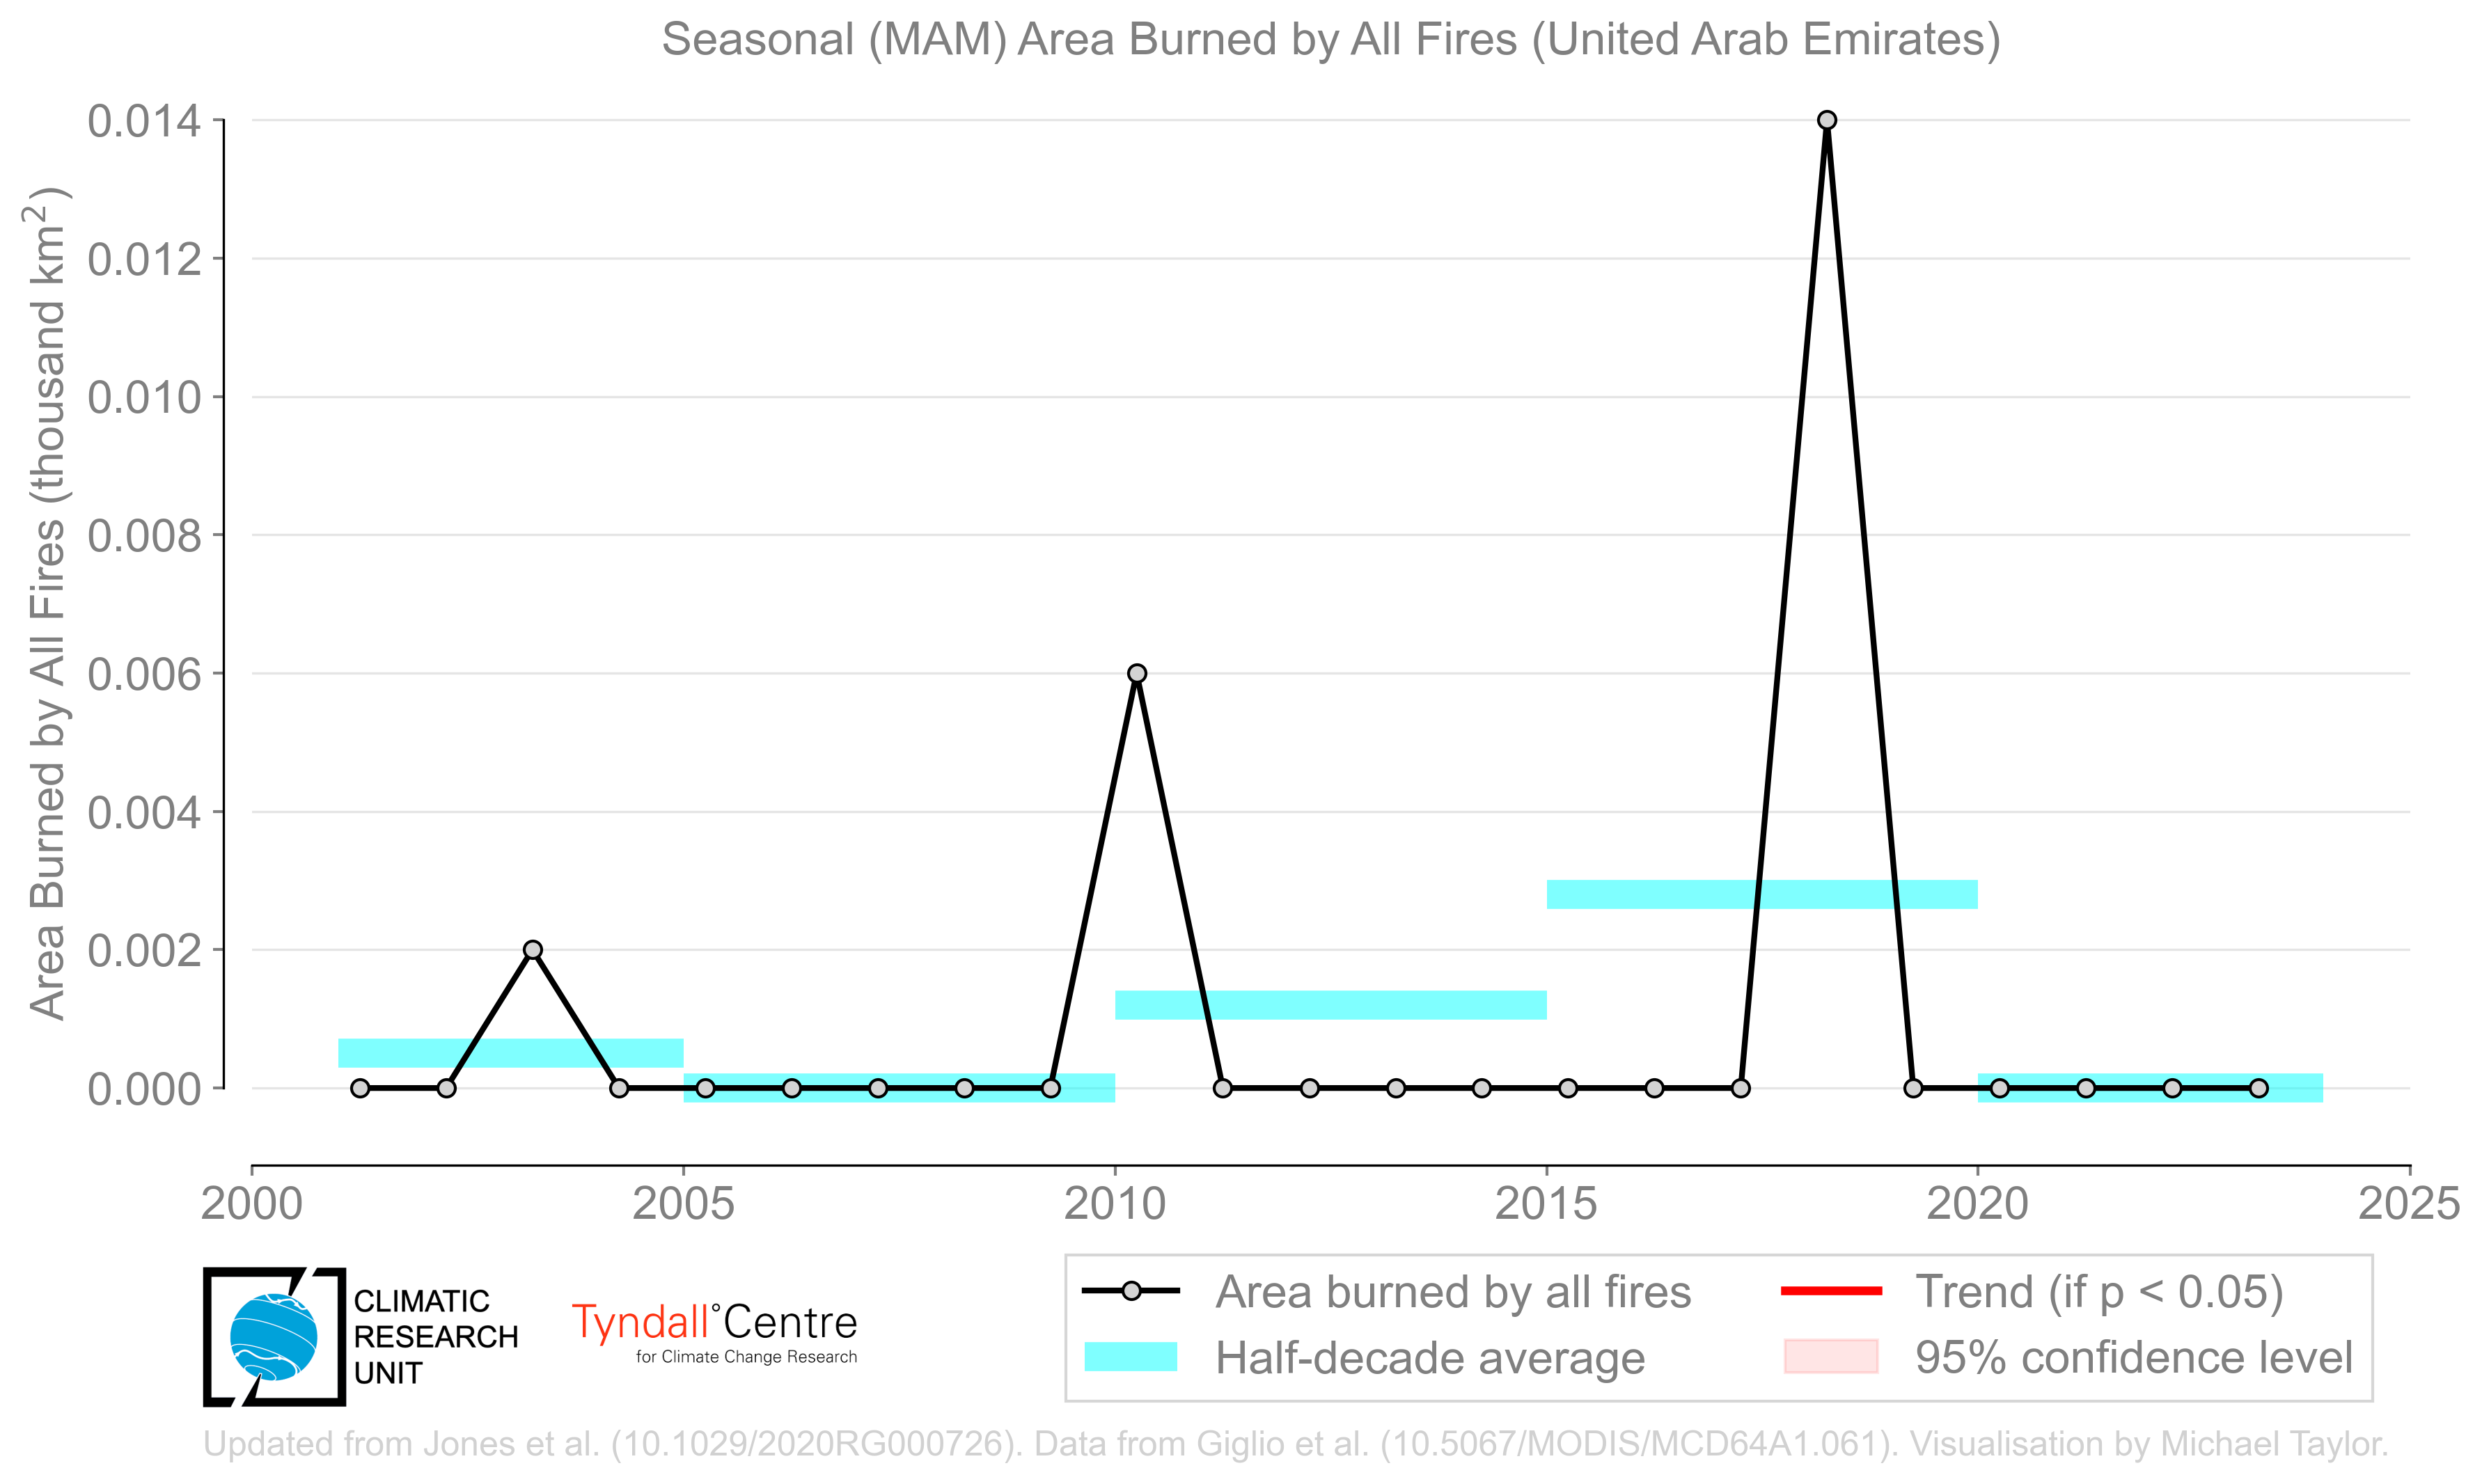 Seasonal (MAM) Area Burned by All Fires (United Arab Emirates)
Area Burned by All Fires (thousand km²)
0.014
0.012
0.010
0.008
0.006
0.004
0.002
0.000
2000 2005 2010 2015 2020 2025
CLIMATIC
RESEARCH
UNIT
Tyndall°Centre
for Climate Change Research
Area burned by all fires
Half-decade average
Trend (if p < 0.05)
95% confidence level
Updated from Jones et al. (10.1029/2020RG000726). Data from Giglio et al. (10.5067/MODIS/MCD64A1.061). Visualisation by Michael Taylor.